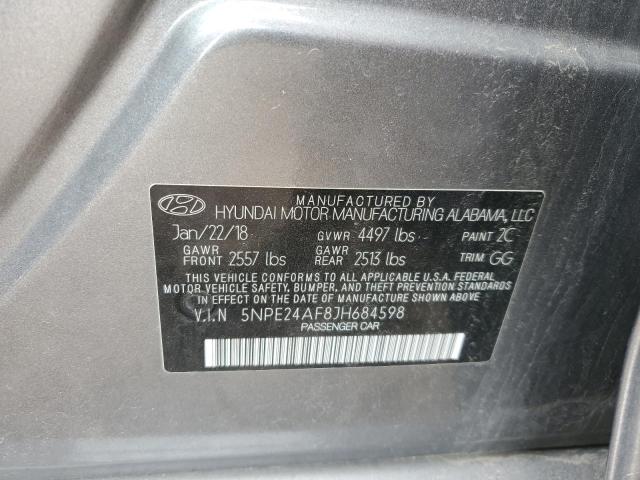 MANUFACTURED BY
HYUNDAI MOTOR MANUFACTURING ALABAMA, LLC
Jan/22/18 GVWR 4497 lbs PAINT 2C
GAWR FRONT 2557 lbs GAWR REAR 2513 lbs TRIM GG
THIS VEHICLE CONFORMS TO ALL APPLICABLE U.S.A. FEDERAL
MOTOR VEHICLE SAFETY, BUMPER, AND THEFT PREVENTION
STANDARDS IN EFFECT ON THE DATE OF MANUFACTURE SHOWN ABOVE.
V.I.N 5NPE24AF8JH684598
PASSENGER CAR